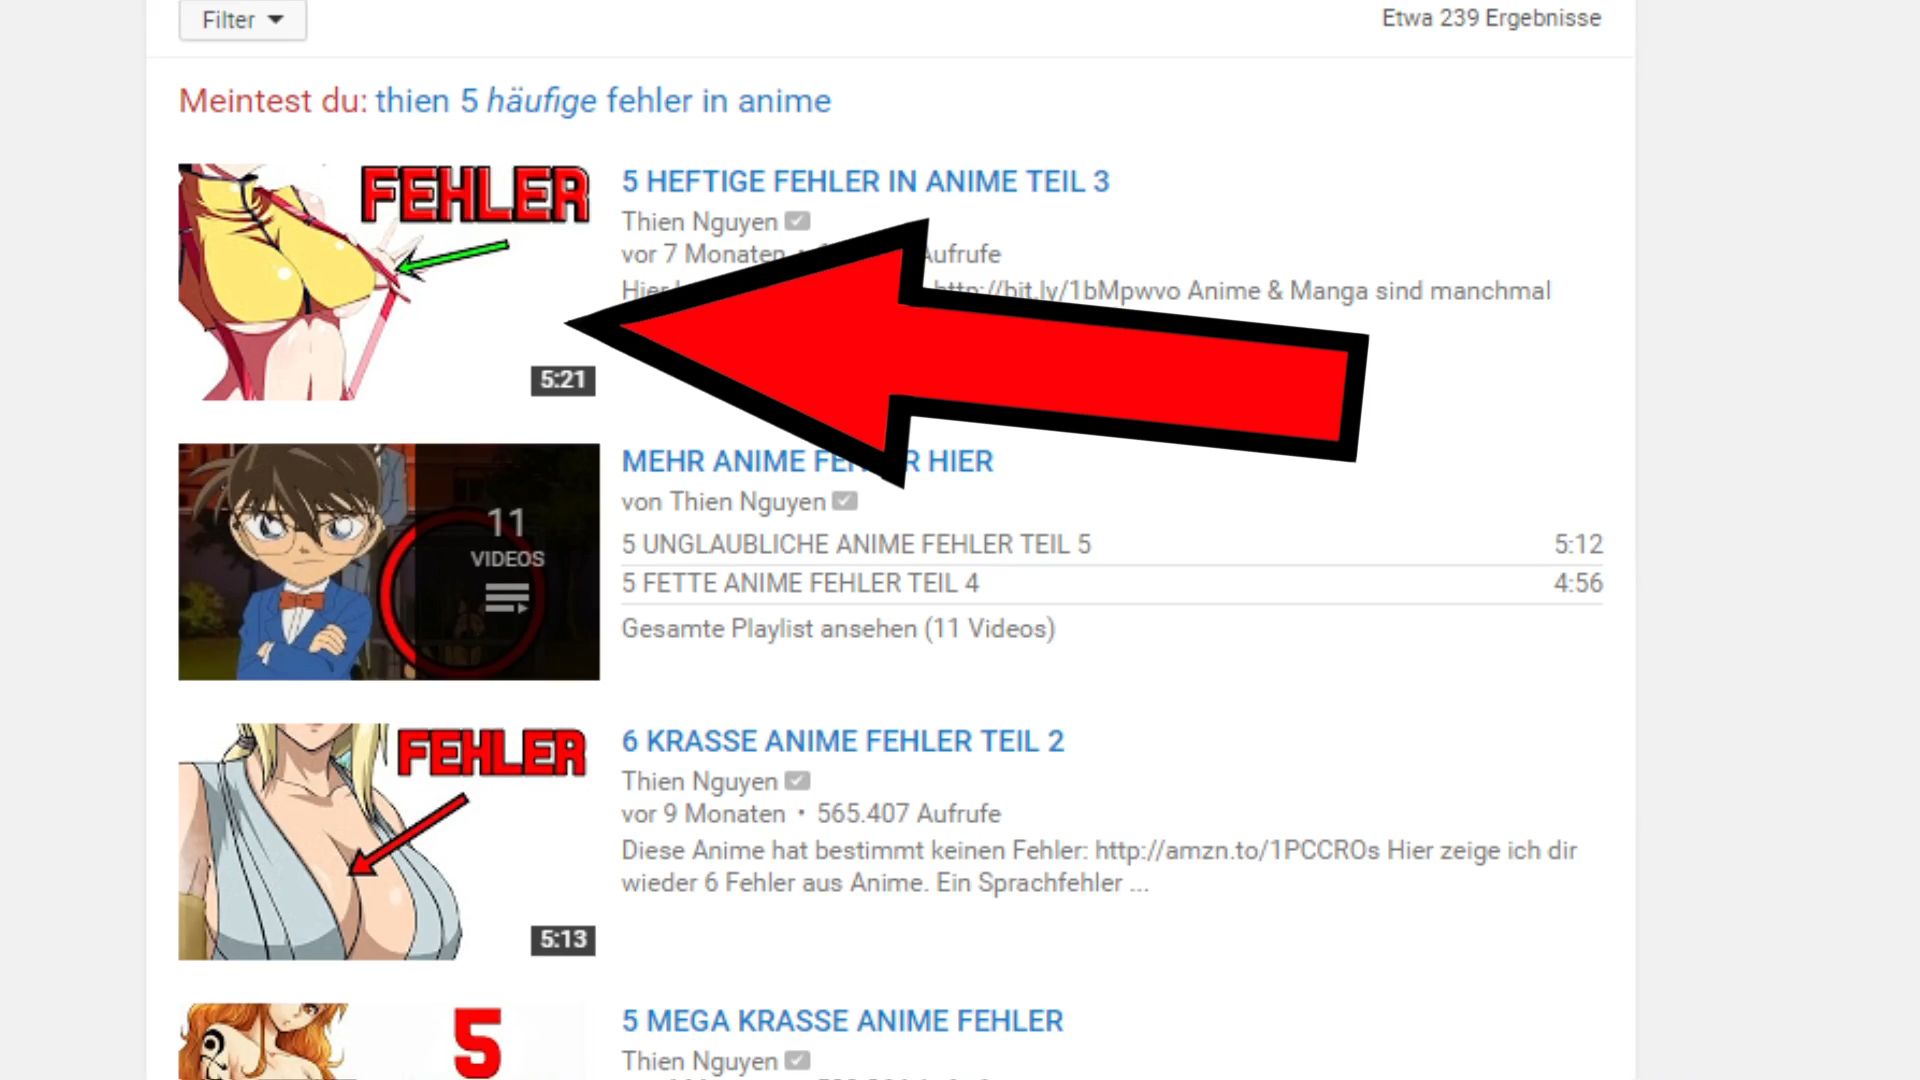 Filter
Etwa 239 Ergebnisse
Meintest du: thien 5 häufige fehler in anime
FEHLER
5:21
5 HEFTIGE FEHLER IN ANIME TEIL 3
Thien Nguyen
vor 7 Monaten • Aufrufe
Hier http://bit.ly/1bMpwvo Anime & Manga sind manchmal
11
VIDEOS
MEHR ANIME HIER
von Thien Nguyen
5 UNGLAUBLICHE ANIME FEHLER TEIL 5 5:12
5 FETTE ANIME FEHLER TEIL 4 4:56
Gesamte Playlist ansehen (11 Videos)
FEHLER
5:13
6 KRASSE ANIME FEHLER TEIL 2
Thien Nguyen
vor 9 Monaten • 565.407 Aufrufe
Diese Anime hat bestimmt keinen Fehler: http://amzn.to/1PCCROs Hier zeige ich dir
wieder 6 Fehler aus Anime. Ein Sprachfehler ...
5
5 MEGA KRASSE ANIME FEHLER
Thien Nguyen